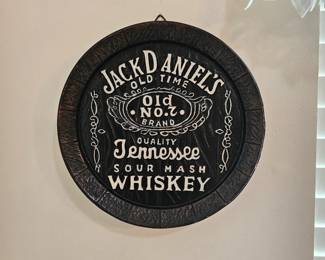 JACK DANIEL'S
OLD TIME
Old
NO.7
BRAND
QUALITY
Tennessee
SOUR MASH
WHISKEY